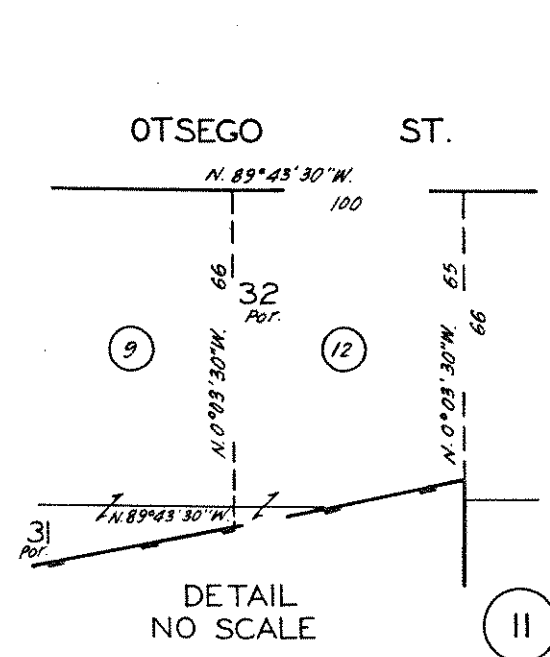 OTSEGO ST.
N. 89°43'30"W.
100
66
32
Por.
65
66
9
12
N.0°03'30"W.
N.0°03'30"W.
N.89°43'30"W.
31
Por.
DETAIL
NO SCALE
11